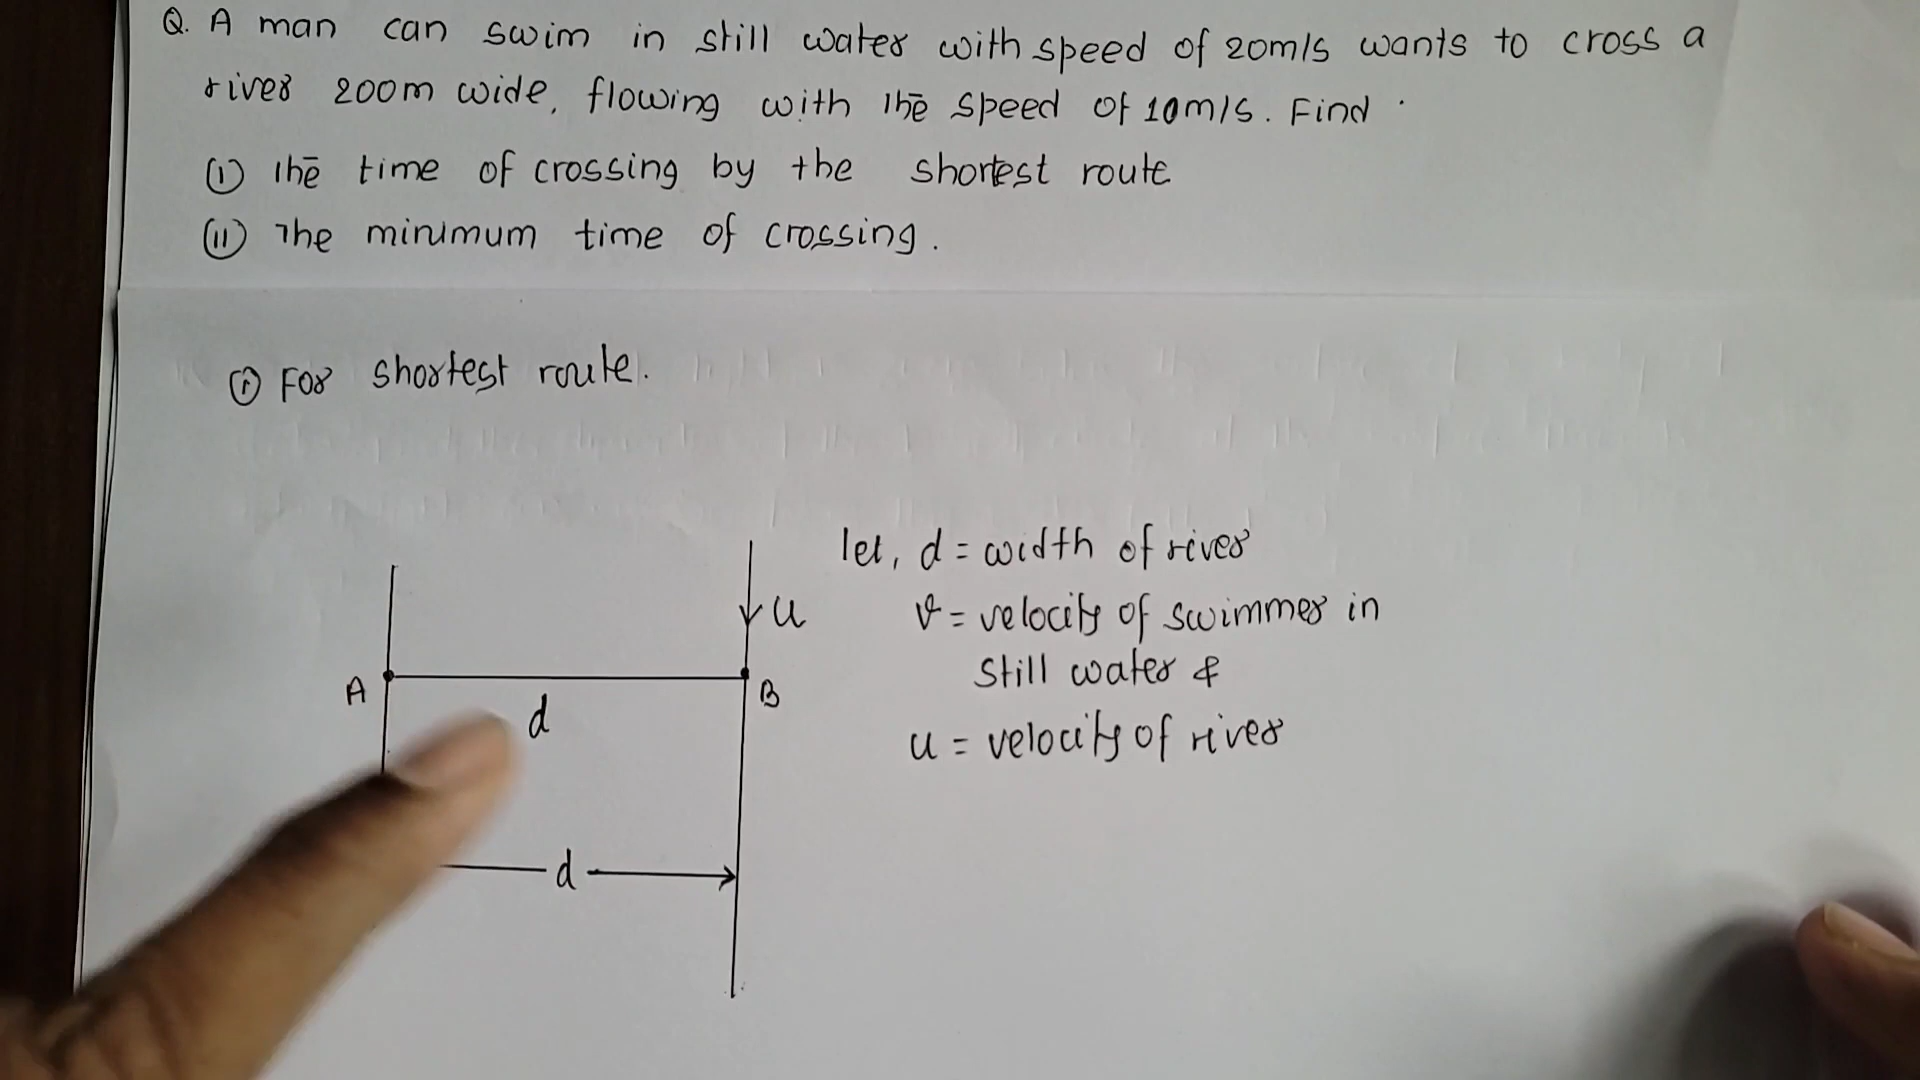 Q. A man can swim in still water with speed of 20m/s wants to cross a
river 200m wide, flowing with the speed of 10m/s. Find
(i) The time of crossing by the shortest route
(ii) The minimum time of crossing.
(i) For shortest route.
let, d = width of river
v = velocity of swimmer in
still water &
u = velocity of river
u
A
B
d
d